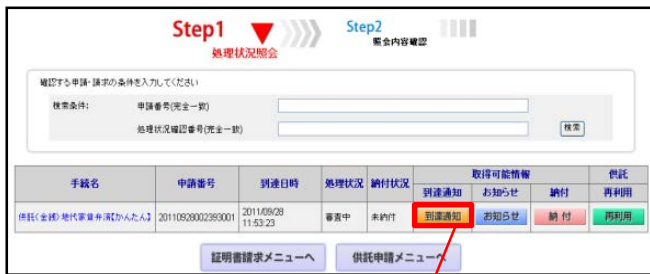 Step1
処理状況照会
Step2
照会内容確認
確認する申請・請求の条件を入力してください
検索条件:
申請番号(完全一致)
処理状況確認番号(完全一致)
検索
手続名 申請番号 到達日時 処理状況 納付状況 取得可能情報 供託
到達通知 お知らせ 納付 再利用
供託(金銭)地代家賃弁済【かんたん】 20110928002393001 2011/09/28 11:53:23 審査中 未納付 到達通知 お知らせ 納 付 再利用
証明書請求メニューへ 供託申請メニューへ